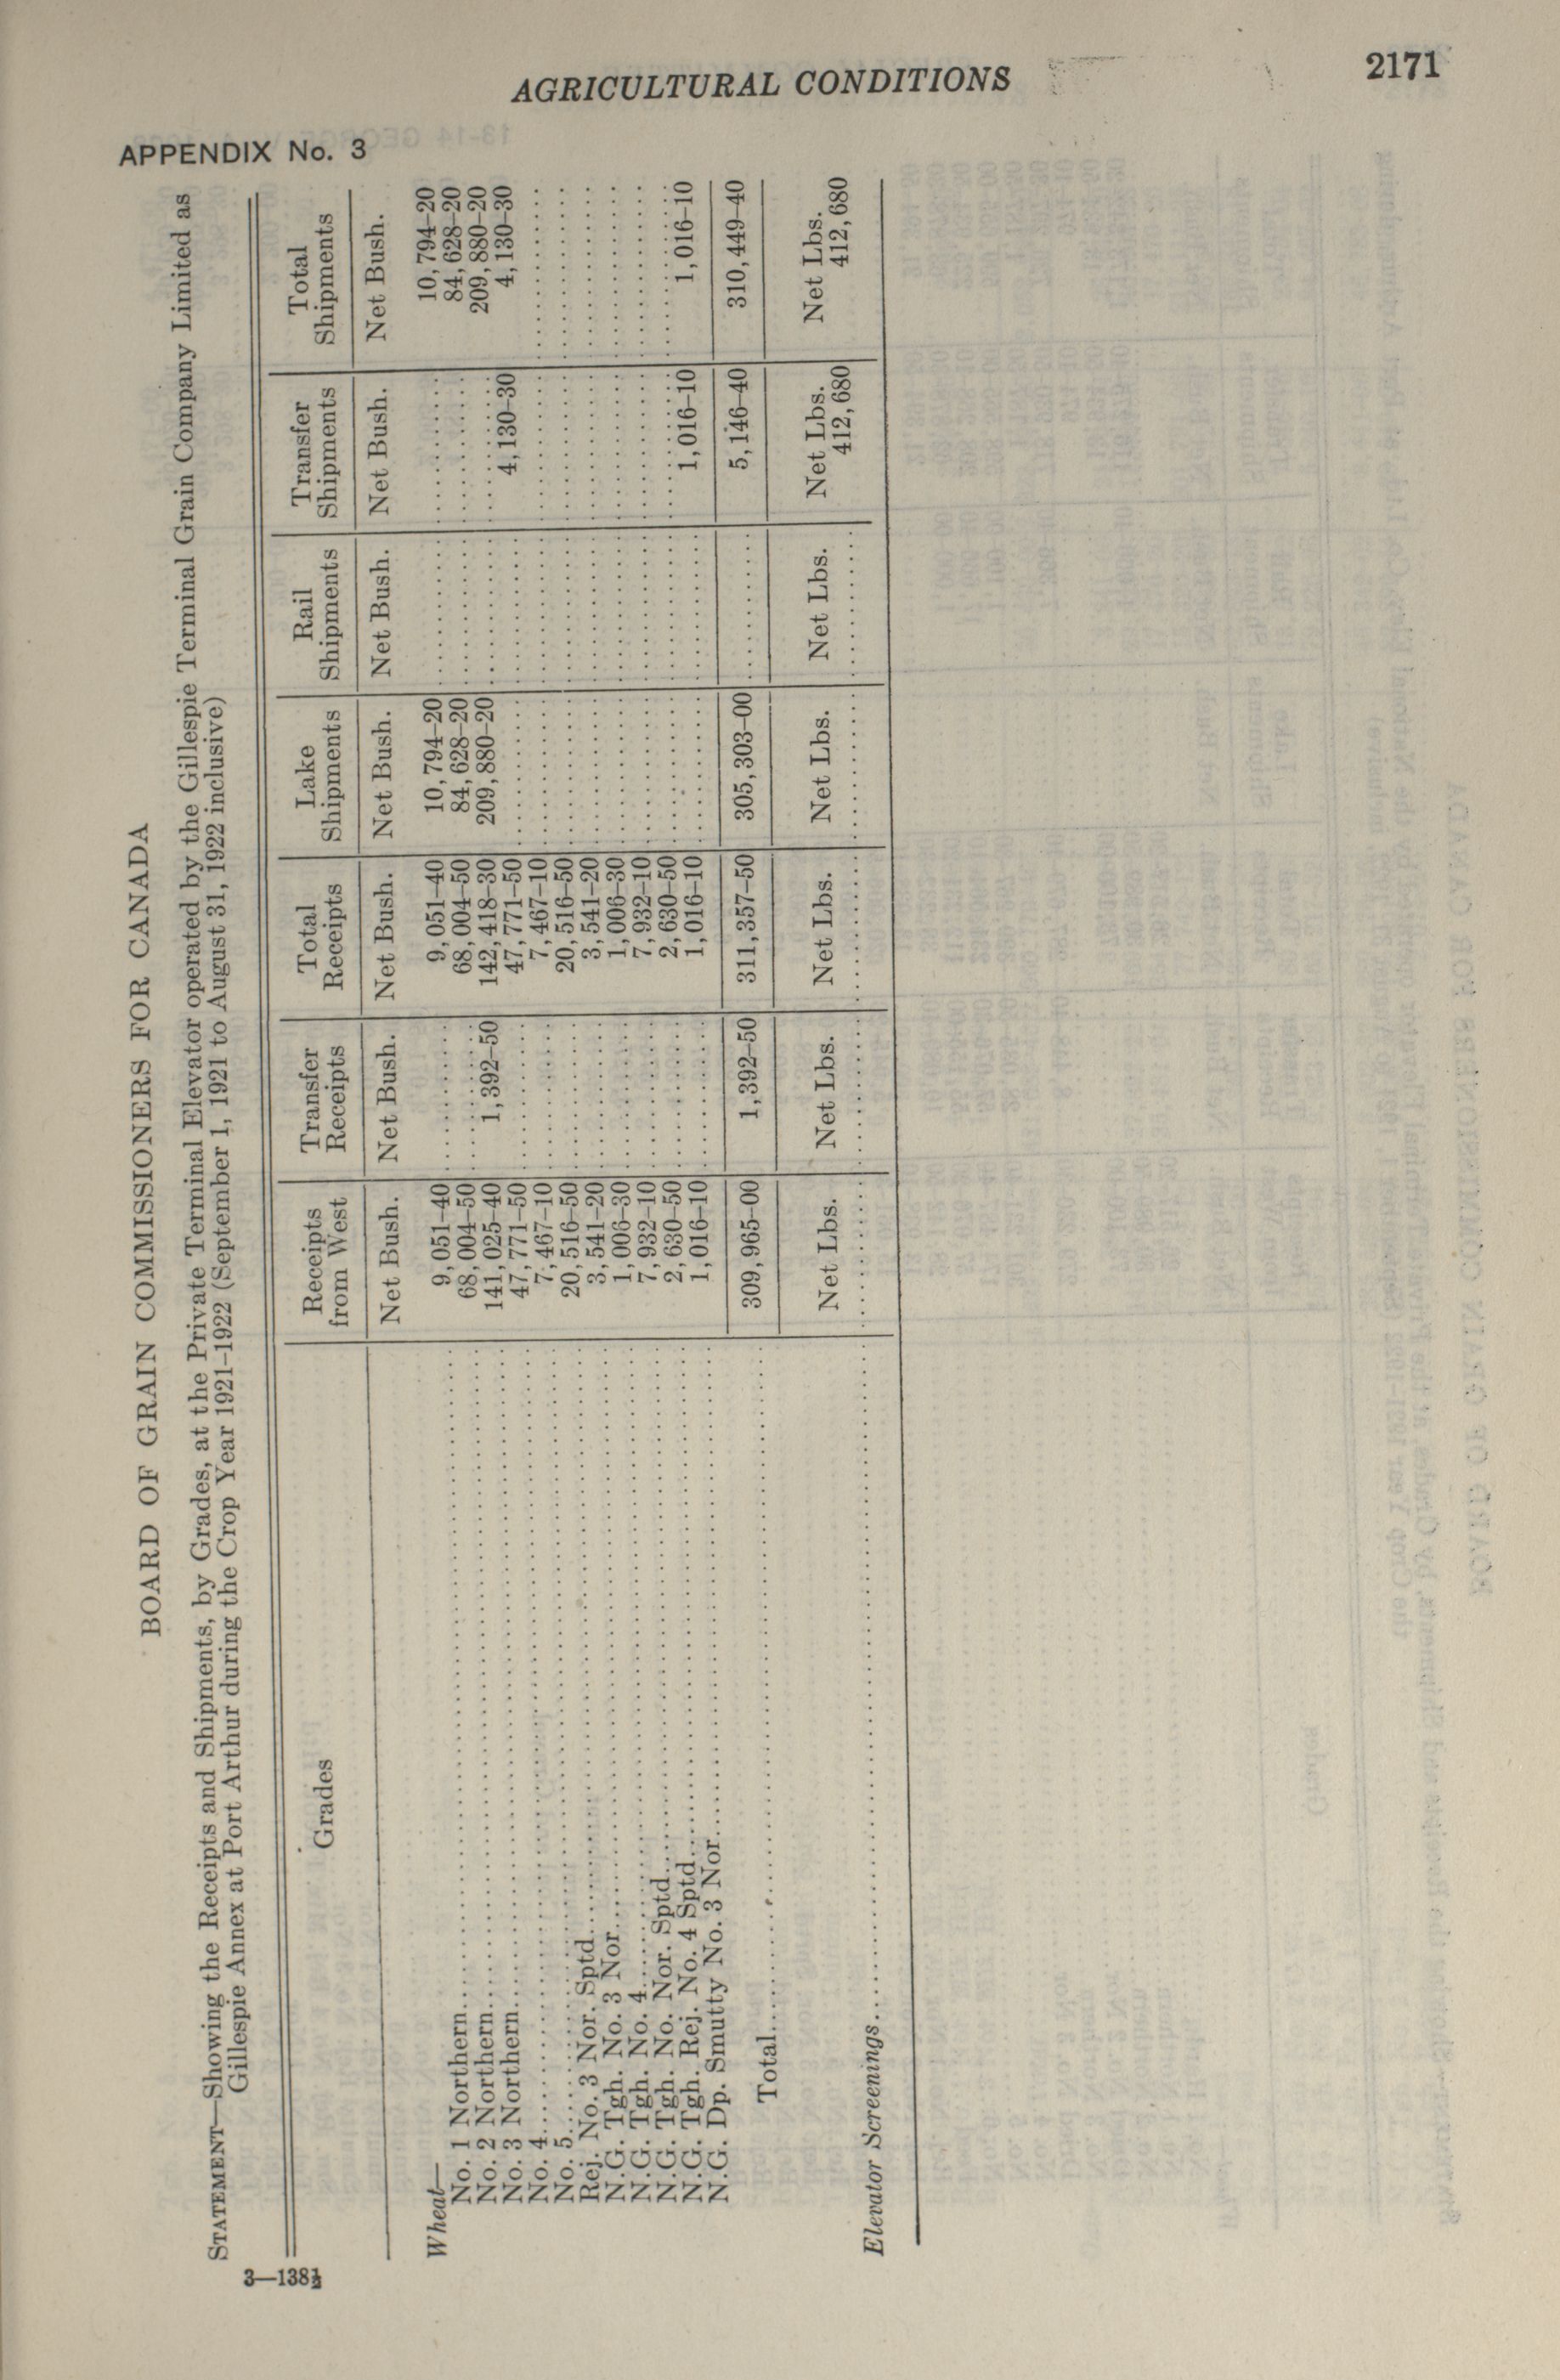 AGRICULTURAL CONDITIONS 2171
APPENDIX No. 3
BOARD OF GRAIN COMMISSIONERS FOR CANADA
STATEMENT—Showing the Receipts and Shipments, by Grades, at the Private Terminal Elevator operated by the Gillespie Terminal Grain Company Limited as
Gillespie Annex at Port Arthur during the Crop Year 1921-1922 (September 1, 1921 to August 31, 1922 inclusive)
Grades | Receipts from West | Transfer Receipts | Total Receipts | Lake Shipments | Rail Shipments | Transfer Shipments | Total Shipments
Net Bush. | Net Bush. | Net Bush. | Net Bush. | Net Bush. | Net Bush. | Net Bush.
Wheat—
No. 1 Northern 9,051-40 ........ 9,051-40 10,794-20 ........ ........ 10,794-20
No. 2 Northern 68,004-50 ........ 68,004-50 84,628-20 ........ ........ 84,628-20
No. 3 Northern 141,025-40 1,392-50 142,418-30 209,880-20 ........ ........ 209,880-20
No. 4 47,771-50 ........ 47,771-50 ........ ........ 4,130-30 4,130-30
No. 5 7,467-10 ........ 7,467-10 ........ ........ ........ ........
Rej. No. 3 Nor. Sptd 20,516-50 ........ 20,516-50 ........ ........ ........ ........
N.G. Tgh. No. 3 Nor 3,541-20 ........ 3,541-20 ........ ........ ........ ........
N.G. Tgh. No. 4 1,006-30 ........ 1,006-30 ........ ........ ........ ........
N.G. Tgh. No. Nor. Sptd 7,932-10 ........ 7,932-10 ........ ........ ........ ........
N.G. Tgh. Rej. No. 4 Sptd 2,630-50 ........ 2,630-50 ........ ........ ........ ........
N.G. Dp. Smutty No. 3 Nor 1,016-10 ........ 1,016-10 ........ ........ 1,016-10 1,016-10
Total 309,965-00 1,392-50 311,357-50 305,303-00 ........ 5,146-40 310,449-40
Net Lbs. | Net Lbs. | Net Lbs. | Net Lbs. | Net Lbs. | Net Lbs. | Net Lbs.
Elevator Screenings ........ ........ ........ ........ ........ 412,680 412,680
3—138½